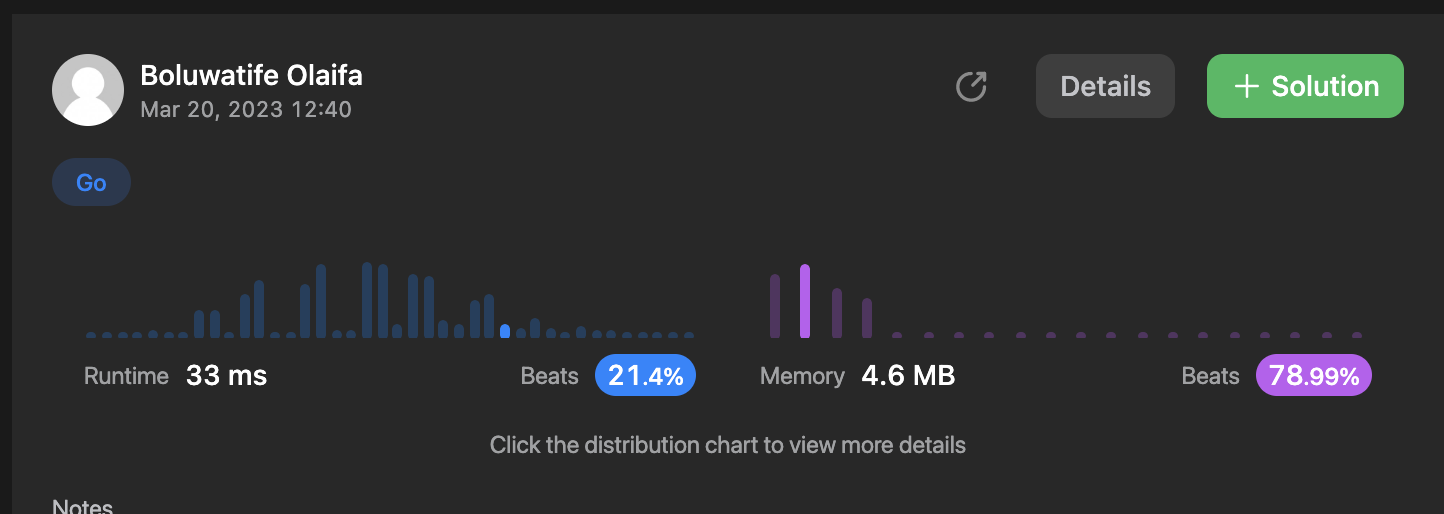 Boluwatife Olaifa
Mar 20, 2023 12:40
Details
+ Solution
Go
Runtime 33 ms
Beats 21.4%
Memory 4.6 MB
Beats 78.99%
Click the distribution chart to view more details
Notes